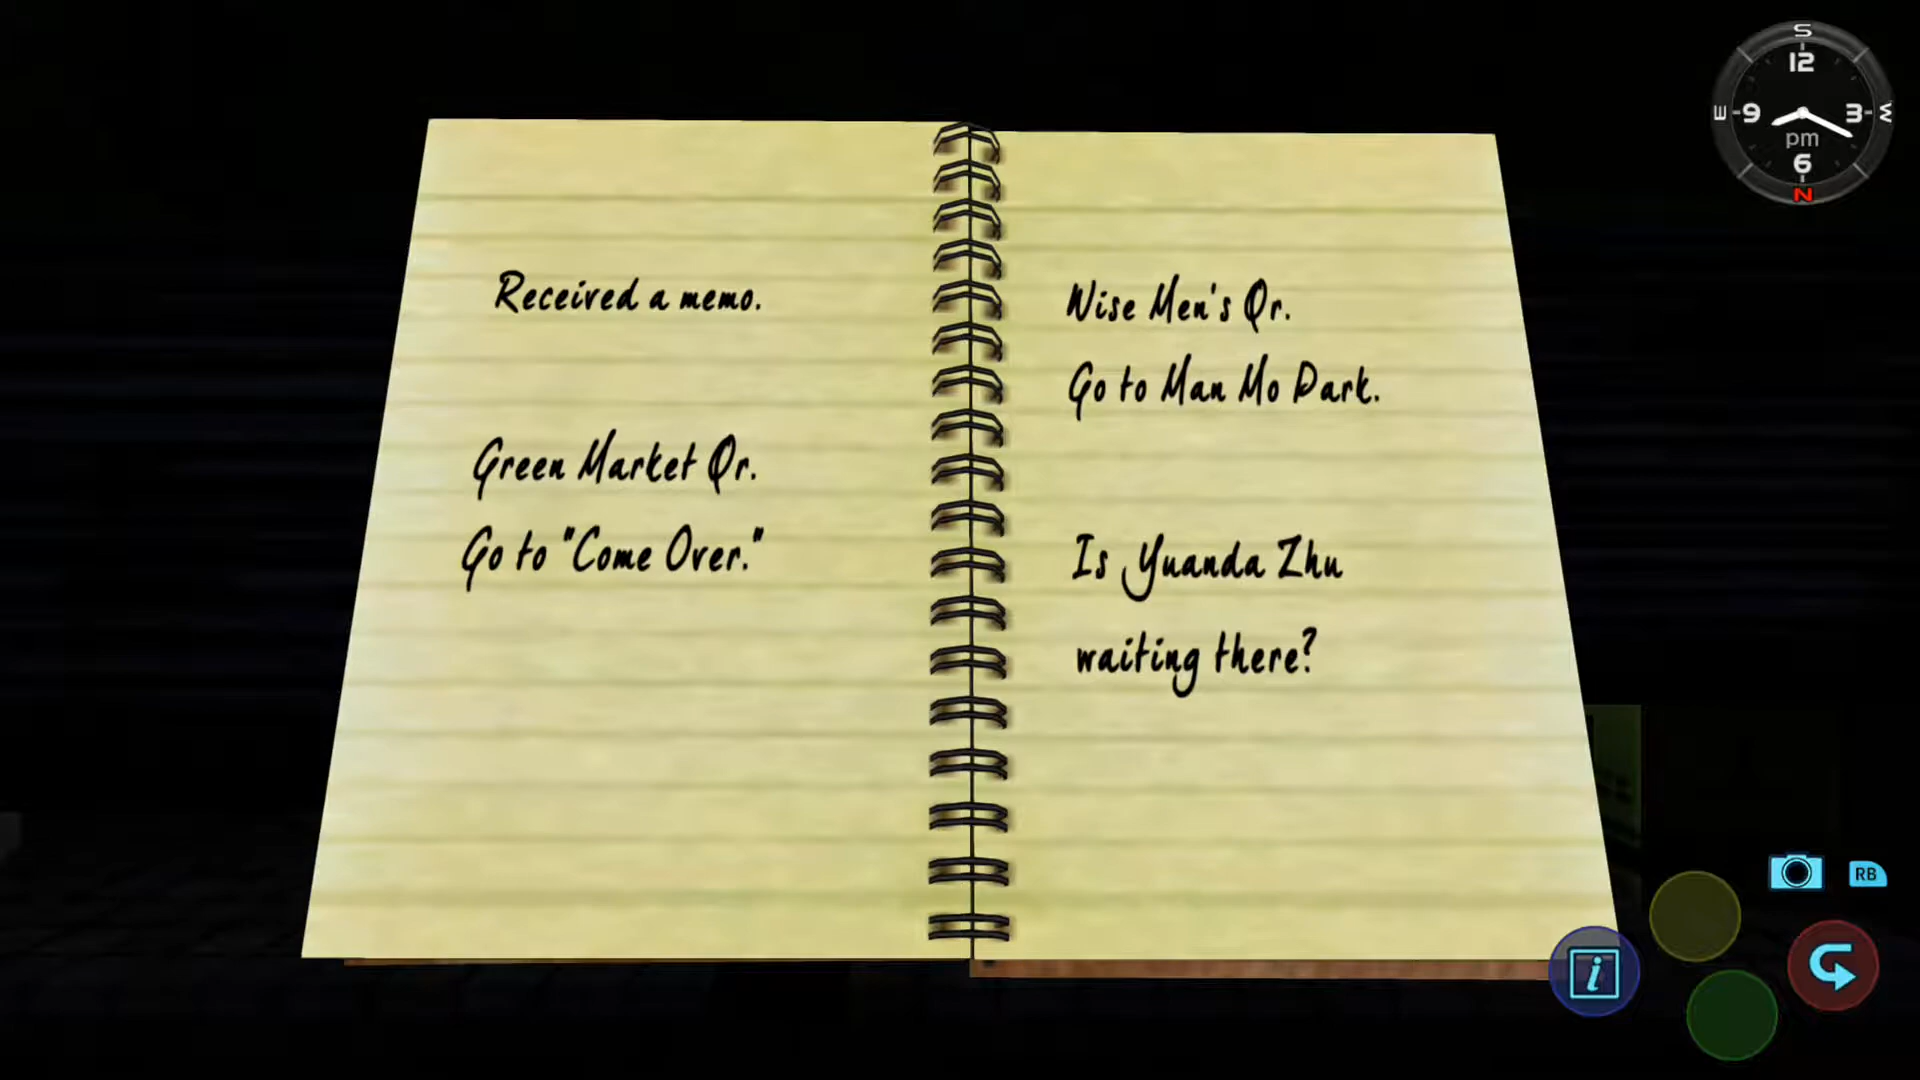 Received a memo.
Green Market Qr.
Go to "Come Over."
Wise Men's Qr.
Go to Man Mo Park.
Is Yuanda Zhu
waiting there?
S
12
E 9 3 W
pm
6
N
RB
i